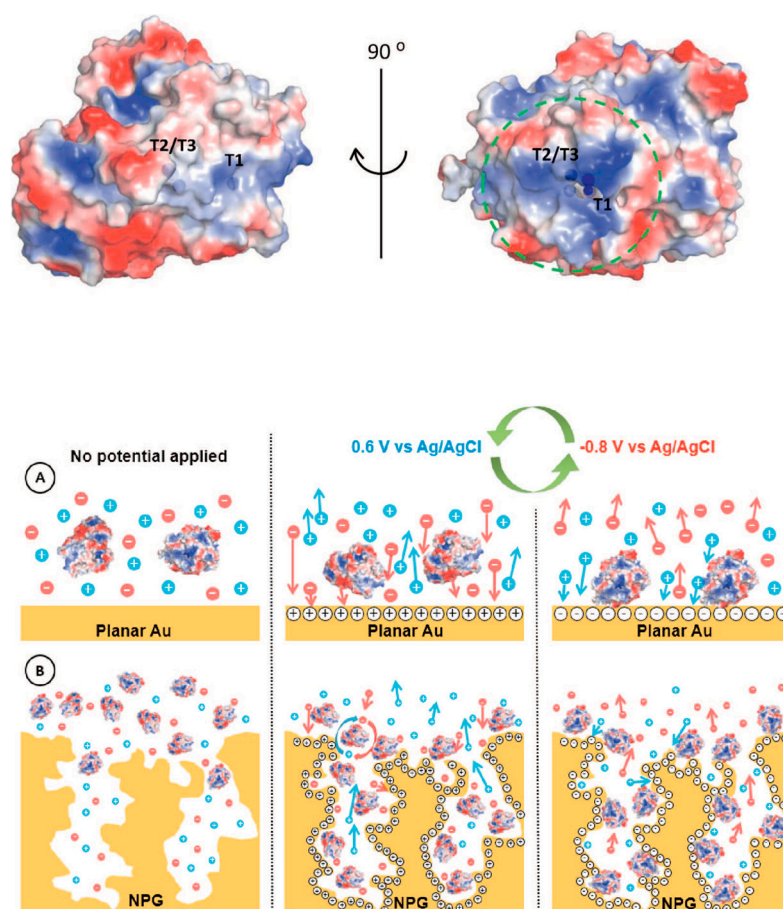 90 o
T2/T3
T1
T2/T3
T1
0.6 V vs Ag/AgCl
-0.8 V vs Ag/AgCl
No potential applied
A
Planar Au
Planar Au
Planar Au
B
NPG
NPG
NPG